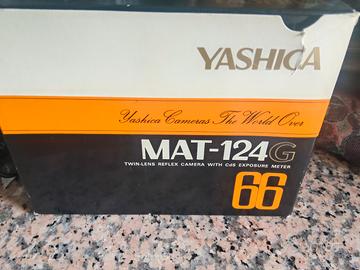 YASHICA
Yashica Cameras The World Over
MAT-124G
TWIN-LENS REFLEX CAMERA WITH CdS EXPOSURE METER
66